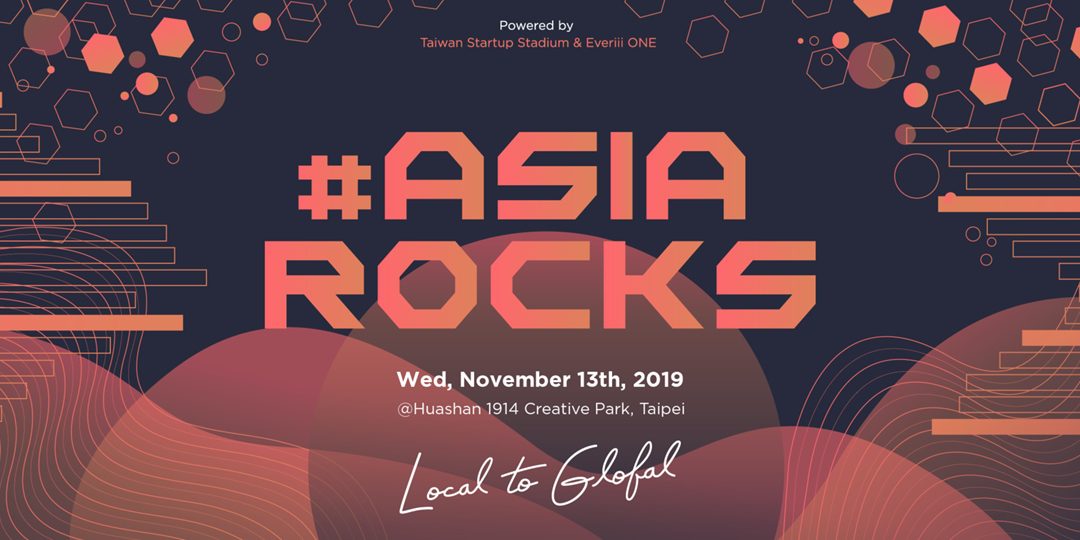 Powered by
Taiwan Startup Stadium & Everiii ONE
#ASIA
ROCKS
Wed, November 13th, 2019
@Huashan 1914 Creative Park, Taipei
Local to Glofal